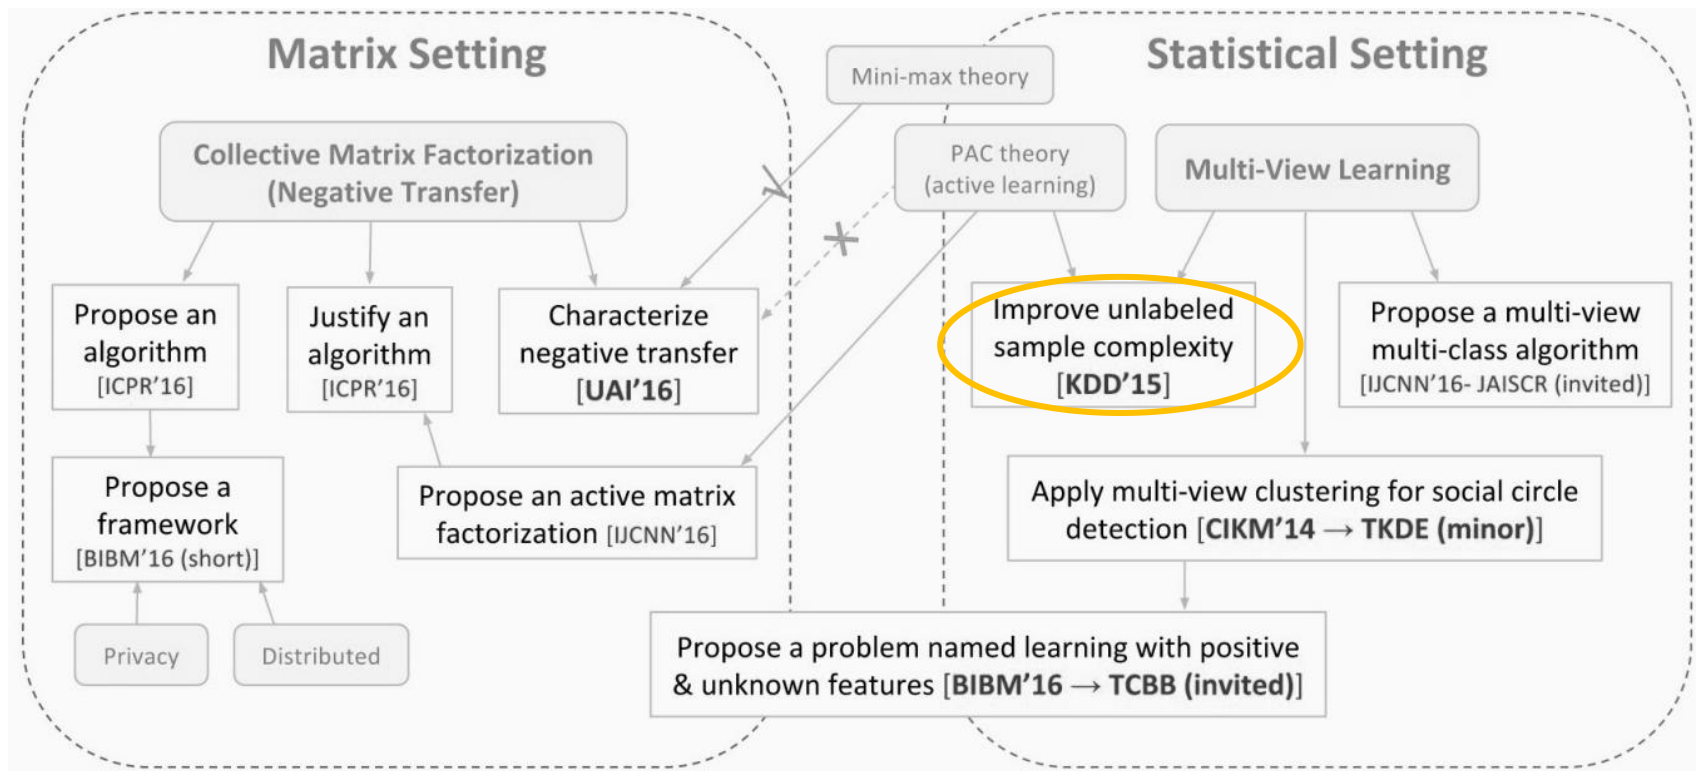 Matrix Setting
Statistical Setting
Mini-max theory
Collective Matrix Factorization
(Negative Transfer)
PAC theory
(active learning)
Multi-View Learning
Propose an
algorithm
[ICPR’16]
Justify an
algorithm
[ICPR’16]
Characterize
negative transfer
[UAI’16]
Improve unlabeled
sample complexity
[KDD’15]
Propose a multi-view
multi-class algorithm
[IJCNN’16- JAISCR (invited)]
Propose a
framework
[BIBM’16 (short)]
Propose an active matrix
factorization [IJCNN’16]
Apply multi-view clustering for social circle
detection [CIKM’14 → TKDE (minor)]
Privacy
Distributed
Propose a problem named learning with positive
& unknown features [BIBM’16 → TCBB (invited)]